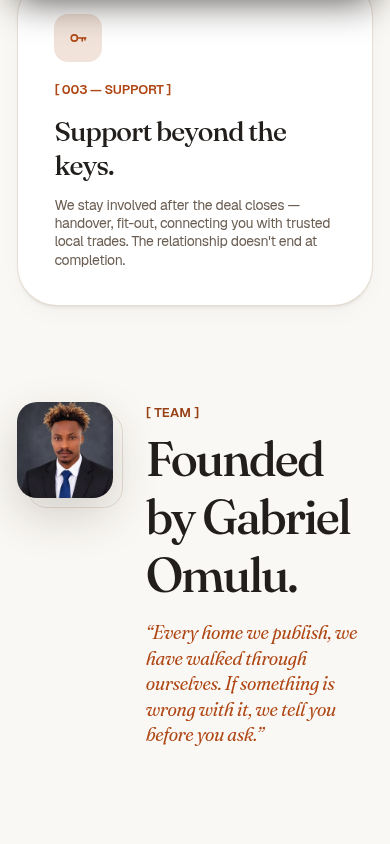 [ 003 — SUPPORT ]
Support beyond the
keys.
We stay involved after the deal closes —
handover, fit-out, connecting you with trusted
local trades. The relationship doesn't end at
completion.
[ TEAM ]
Founded
by Gabriel
Omulu.
“Every home we publish, we
have walked through
ourselves. If something is
wrong with it, we tell you
before you ask.”